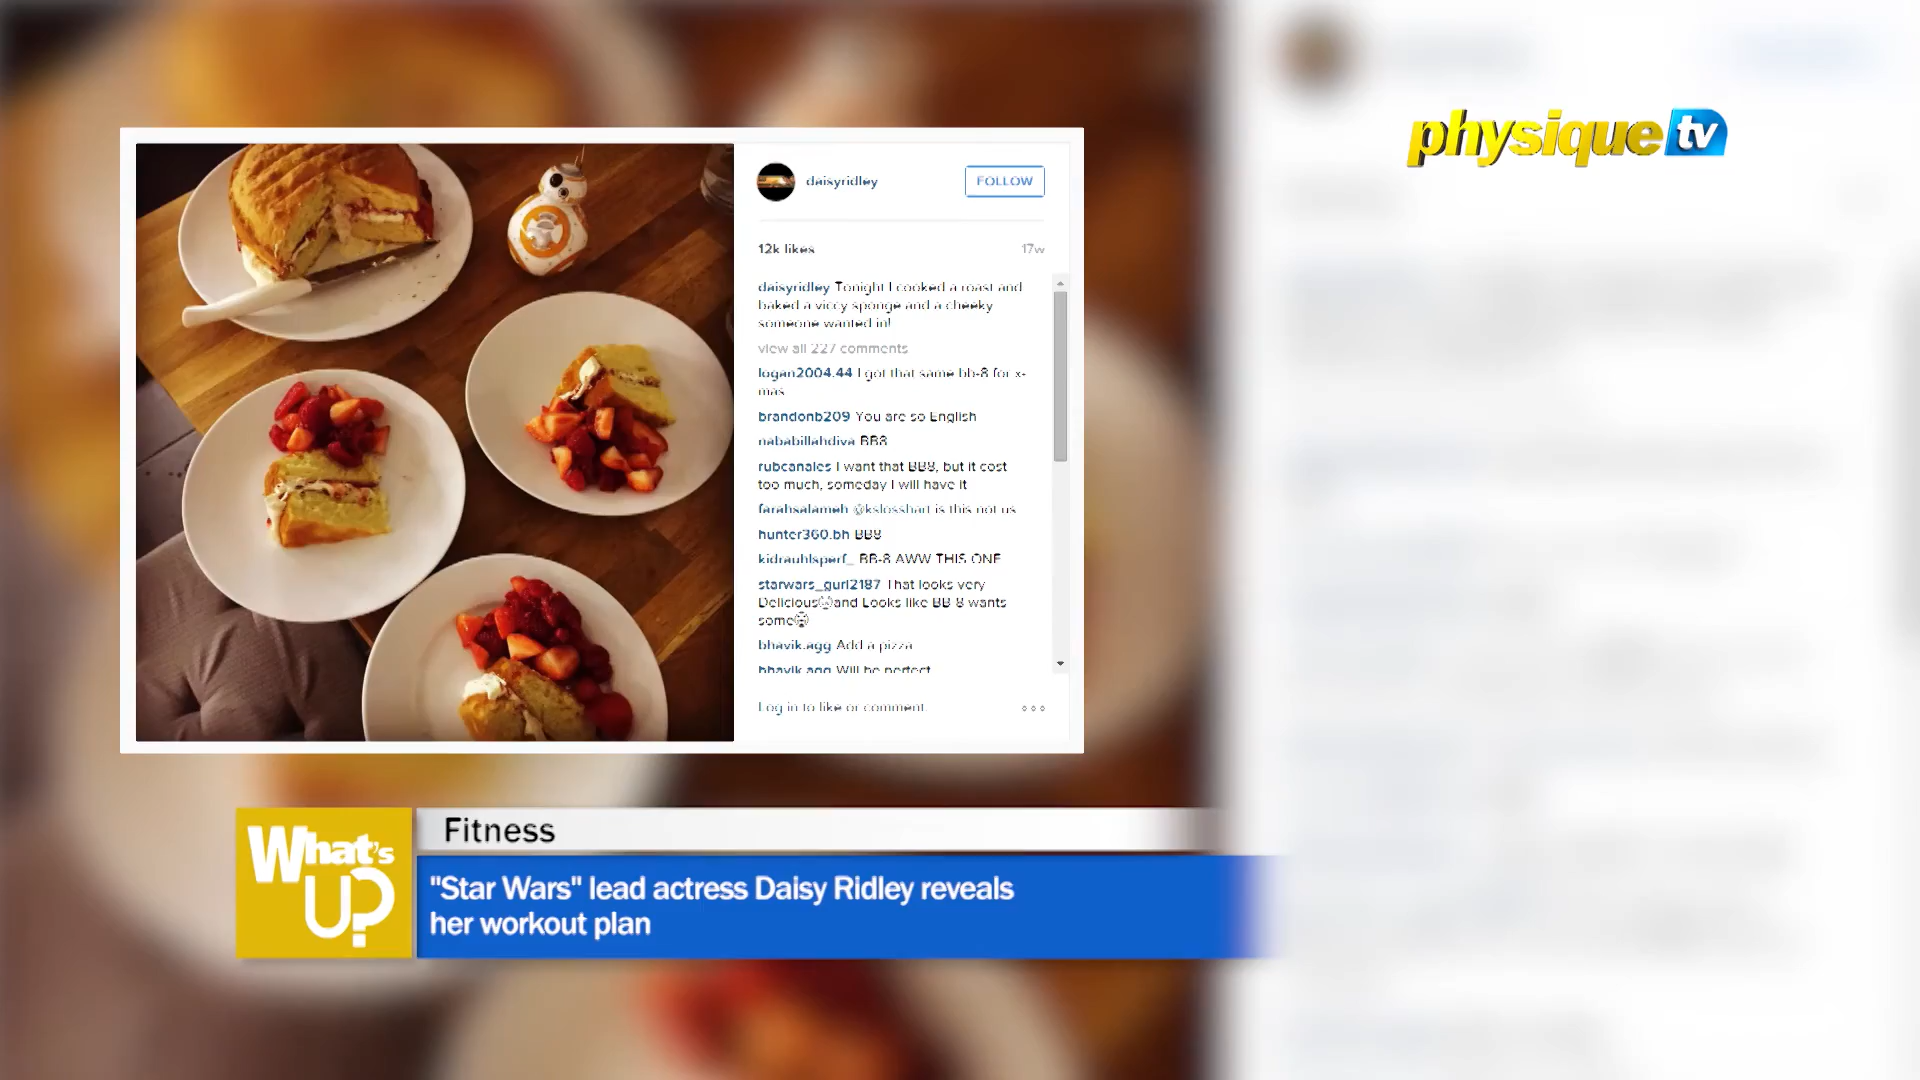 physique tv
daisyridley
FOLLOW
12k likes
17w
daisyridley Tonight I cooked a roast and
baked a viccy sponge and a cheeky
someone wanted in!
view all 227 comments
logan2004.44 I got that same bb-8 for x-
mas
brandonb209 You are so English
nababillahdiva BB8
rubcanales I want that BB8, but it cost
too much, someday I will have it
farahsalameh @kslosshart is this not us
hunter360.bh BB8
kidrauhlsperf_ BB-8 AWW THIS ONE
starwars_gurl2187 That looks very
Delicious and Looks like BB 8 wants
some
bhavik.agg Add a pizza
bhavik.agg Will be perfect
Log in to like or comment.
What's
UP?
Fitness
"Star Wars" lead actress Daisy Ridley reveals
her workout plan